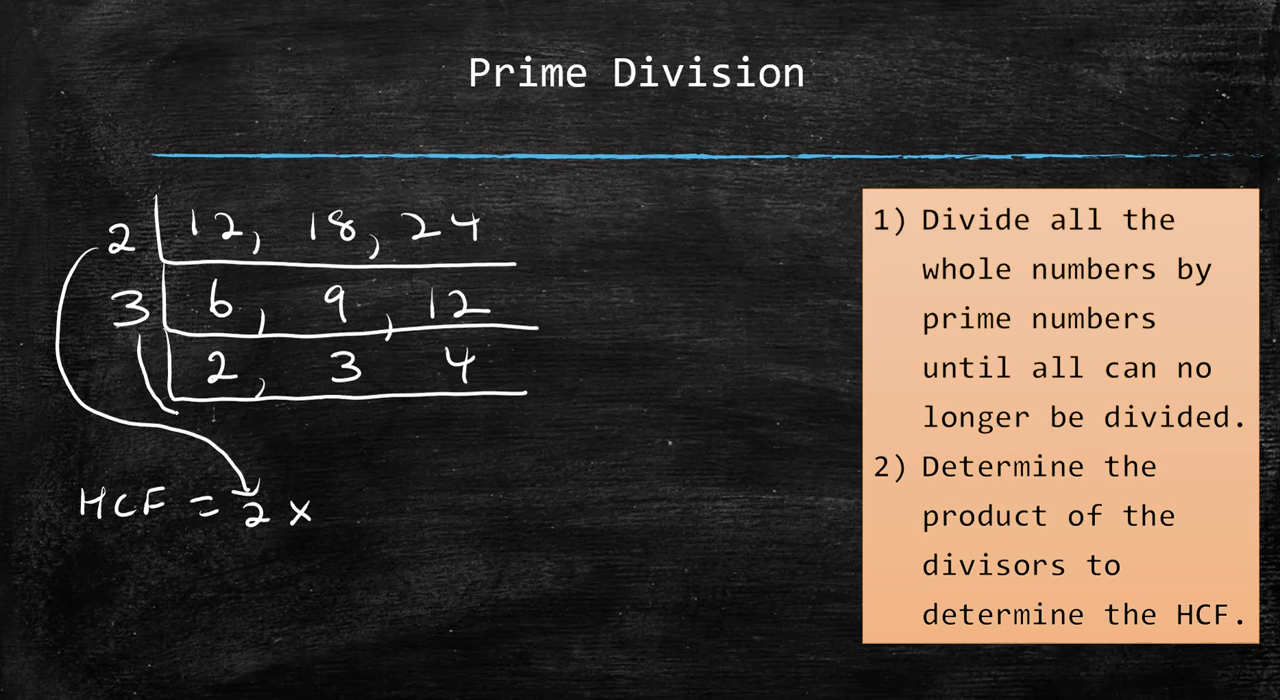 Prime Division
2 12, 18, 24
3 6, 9, 12
2, 3 4
HCF = 2 ×
1) Divide all the
whole numbers by
prime numbers
until all can no
longer be divided.
2) Determine the
product of the
divisors to
determine the HCF.